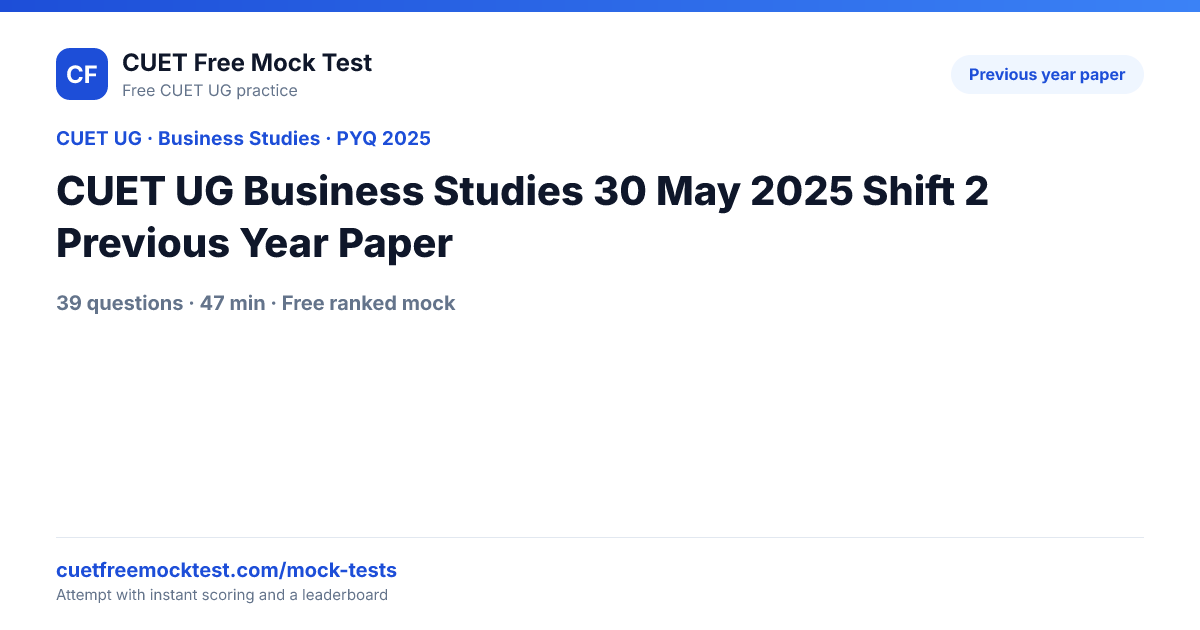 CF
CUET Free Mock Test
Free CUET UG practice
Previous year paper
CUET UG · Business Studies · PYQ 2025
CUET UG Business Studies 30 May 2025 Shift 2
Previous Year Paper
39 questions · 47 min · Free ranked mock
cuetfreemocktest.com/mock-tests
Attempt with instant scoring and a leaderboard